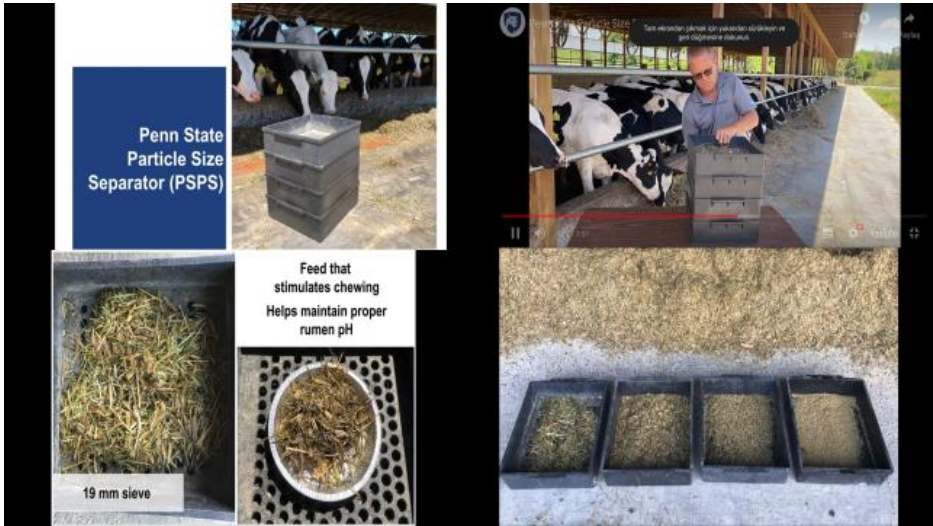 Penn State
Particle Size
Separator (PSPS)
Tam ekrandan çıkmak için yukarıdan sürükleyin ve
geri düğmesine dokunun
Feed that
stimulates chewing
Helps maintain proper
rumen pH
19 mm sieve